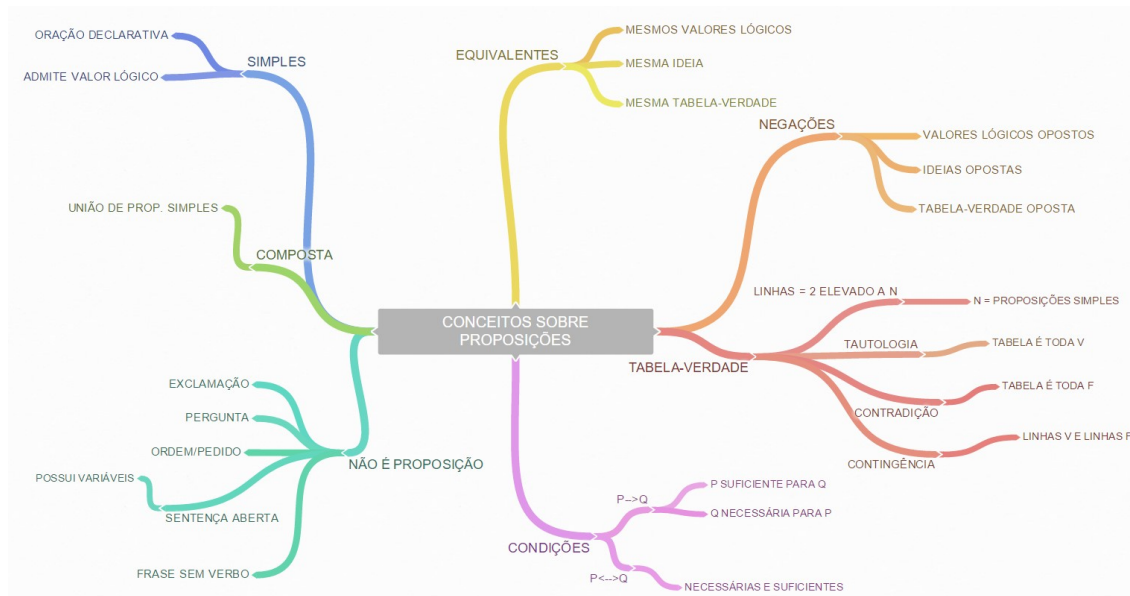 ORAÇÃO DECLARATIVA
ADMITE VALOR LÓGICO
SIMPLES
UNIÃO DE PROP. SIMPLES
COMPOSTA
EXCLAMAÇÃO
PERGUNTA
ORDEM/PEDIDO
POSSUI VARIÁVEIS
SENTENÇA ABERTA
FRASE SEM VERBO
NÃO É PROPOSIÇÃO
CONCEITOS SOBRE
PROPOSIÇÕES
EQUIVALENTES
MESMOS VALORES LÓGICOS
MESMA IDEIA
MESMA TABELA-VERDADE
NEGAÇÕES
VALORES LÓGICOS OPOSTOS
IDEIAS OPOSTAS
TABELA-VERDADE OPOSTA
TABELA-VERDADE
LINHAS = 2 ELEVADO A N
N = PROPOSIÇÕES SIMPLES
TAUTOLOGIA
TABELA É TODA V
CONTRADIÇÃO
TABELA É TODA F
CONTINGÊNCIA
LINHAS V E LINHAS F
CONDIÇÕES
P-->Q
P SUFICIENTE PARA Q
Q NECESSÁRIA PARA P
P<-->Q
NECESSÁRIAS E SUFICIENTES